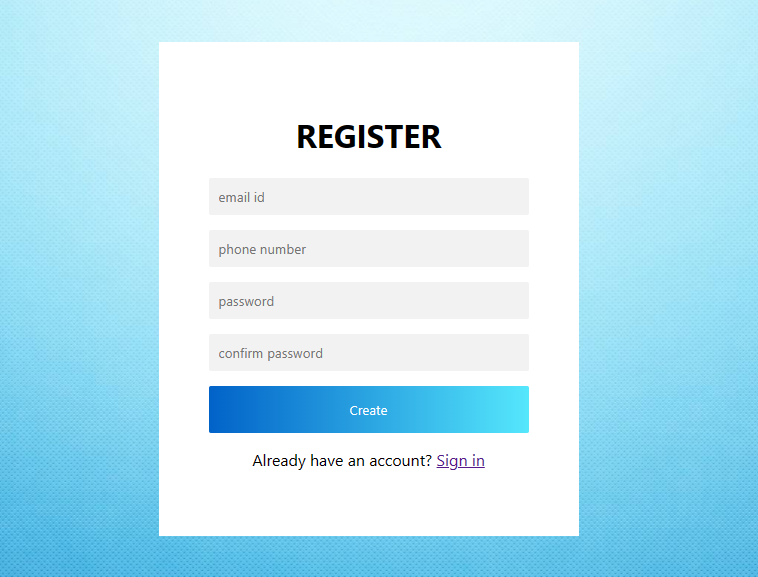 REGISTER
email id
phone number
password
confirm password
Create
Already have an account? Sign in